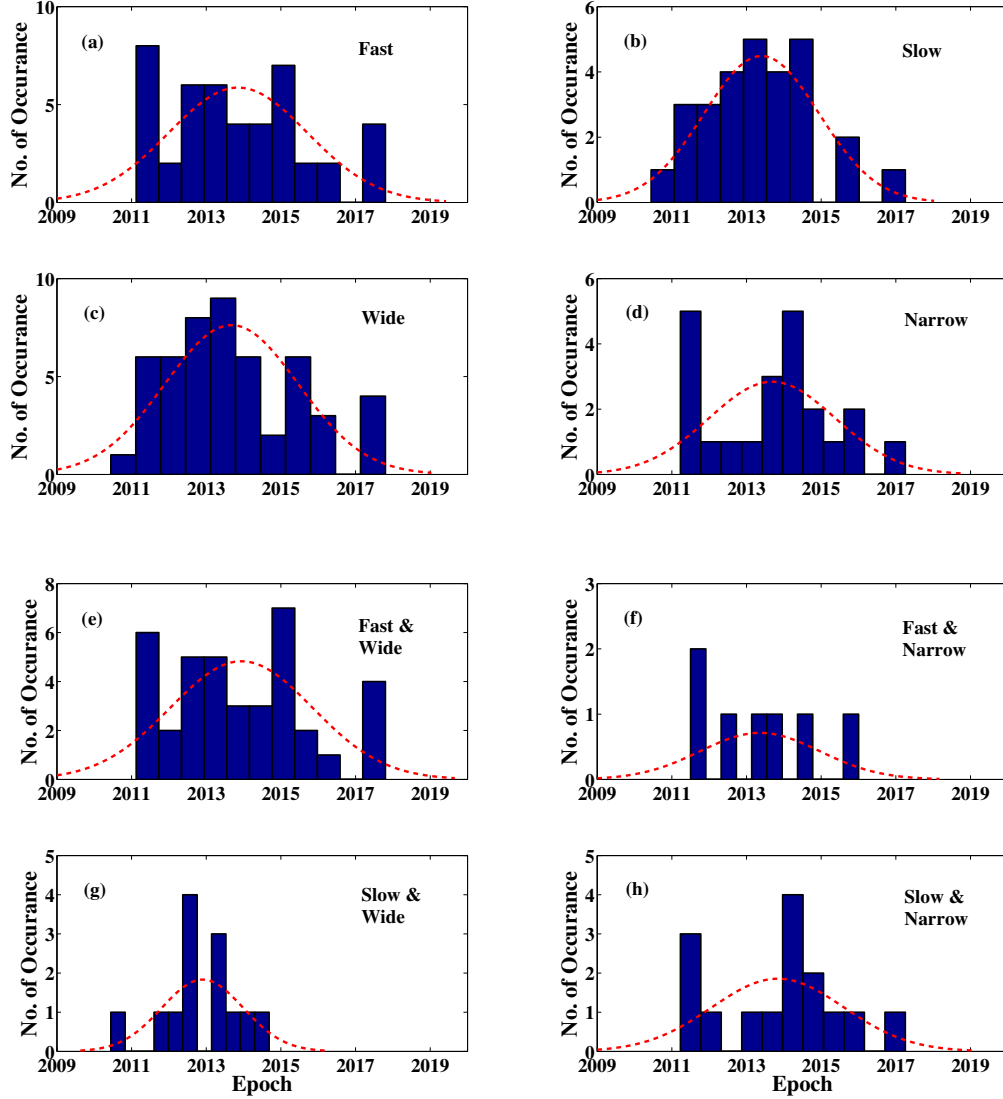 10
(a)
Fast
5
0
No. of Occurance
2009 2011 2013 2015 2017 2019
6
(b)
Slow
4
2
0
No. of Occurance
2009 2011 2013 2015 2017 2019
10
(c)
Wide
5
0
No. of Occurance
2009 2011 2013 2015 2017 2019
6
(d)
Narrow
4
2
0
No. of Occurance
2009 2011 2013 2015 2017 2019
8
(e)
Fast &
Wide
6
4
2
0
No. of Occurance
2009 2011 2013 2015 2017 2019
3
(f)
Fast &
Narrow
2
1
0
No. of Occurance
2009 2011 2013 2015 2017 2019
5
(g)
Slow &
Wide
4
3
2
1
0
No. of Occurance
2009 2011 2013 2015 2017 2019
Epoch
5
(h)
Slow &
Narrow
4
3
2
1
0
No. of Occurance
2009 2011 2013 2015 2017 2019
Epoch